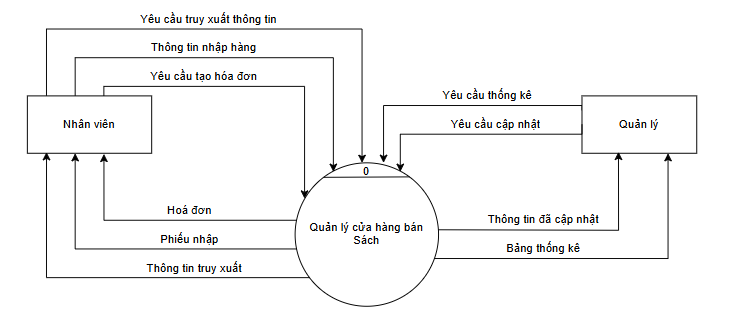 Yêu cầu truy xuất thông tin
Thông tin nhập hàng
Yêu cầu tạo hóa đơn
Yêu cầu thống kê
Nhân viên
Yêu cầu cập nhật
Quản lý
0
Hoá đơn
Quản lý cửa hàng bán
Sách
Thông tin đã cập nhật
Phiếu nhập
Bảng thống kê
Thông tin truy xuất